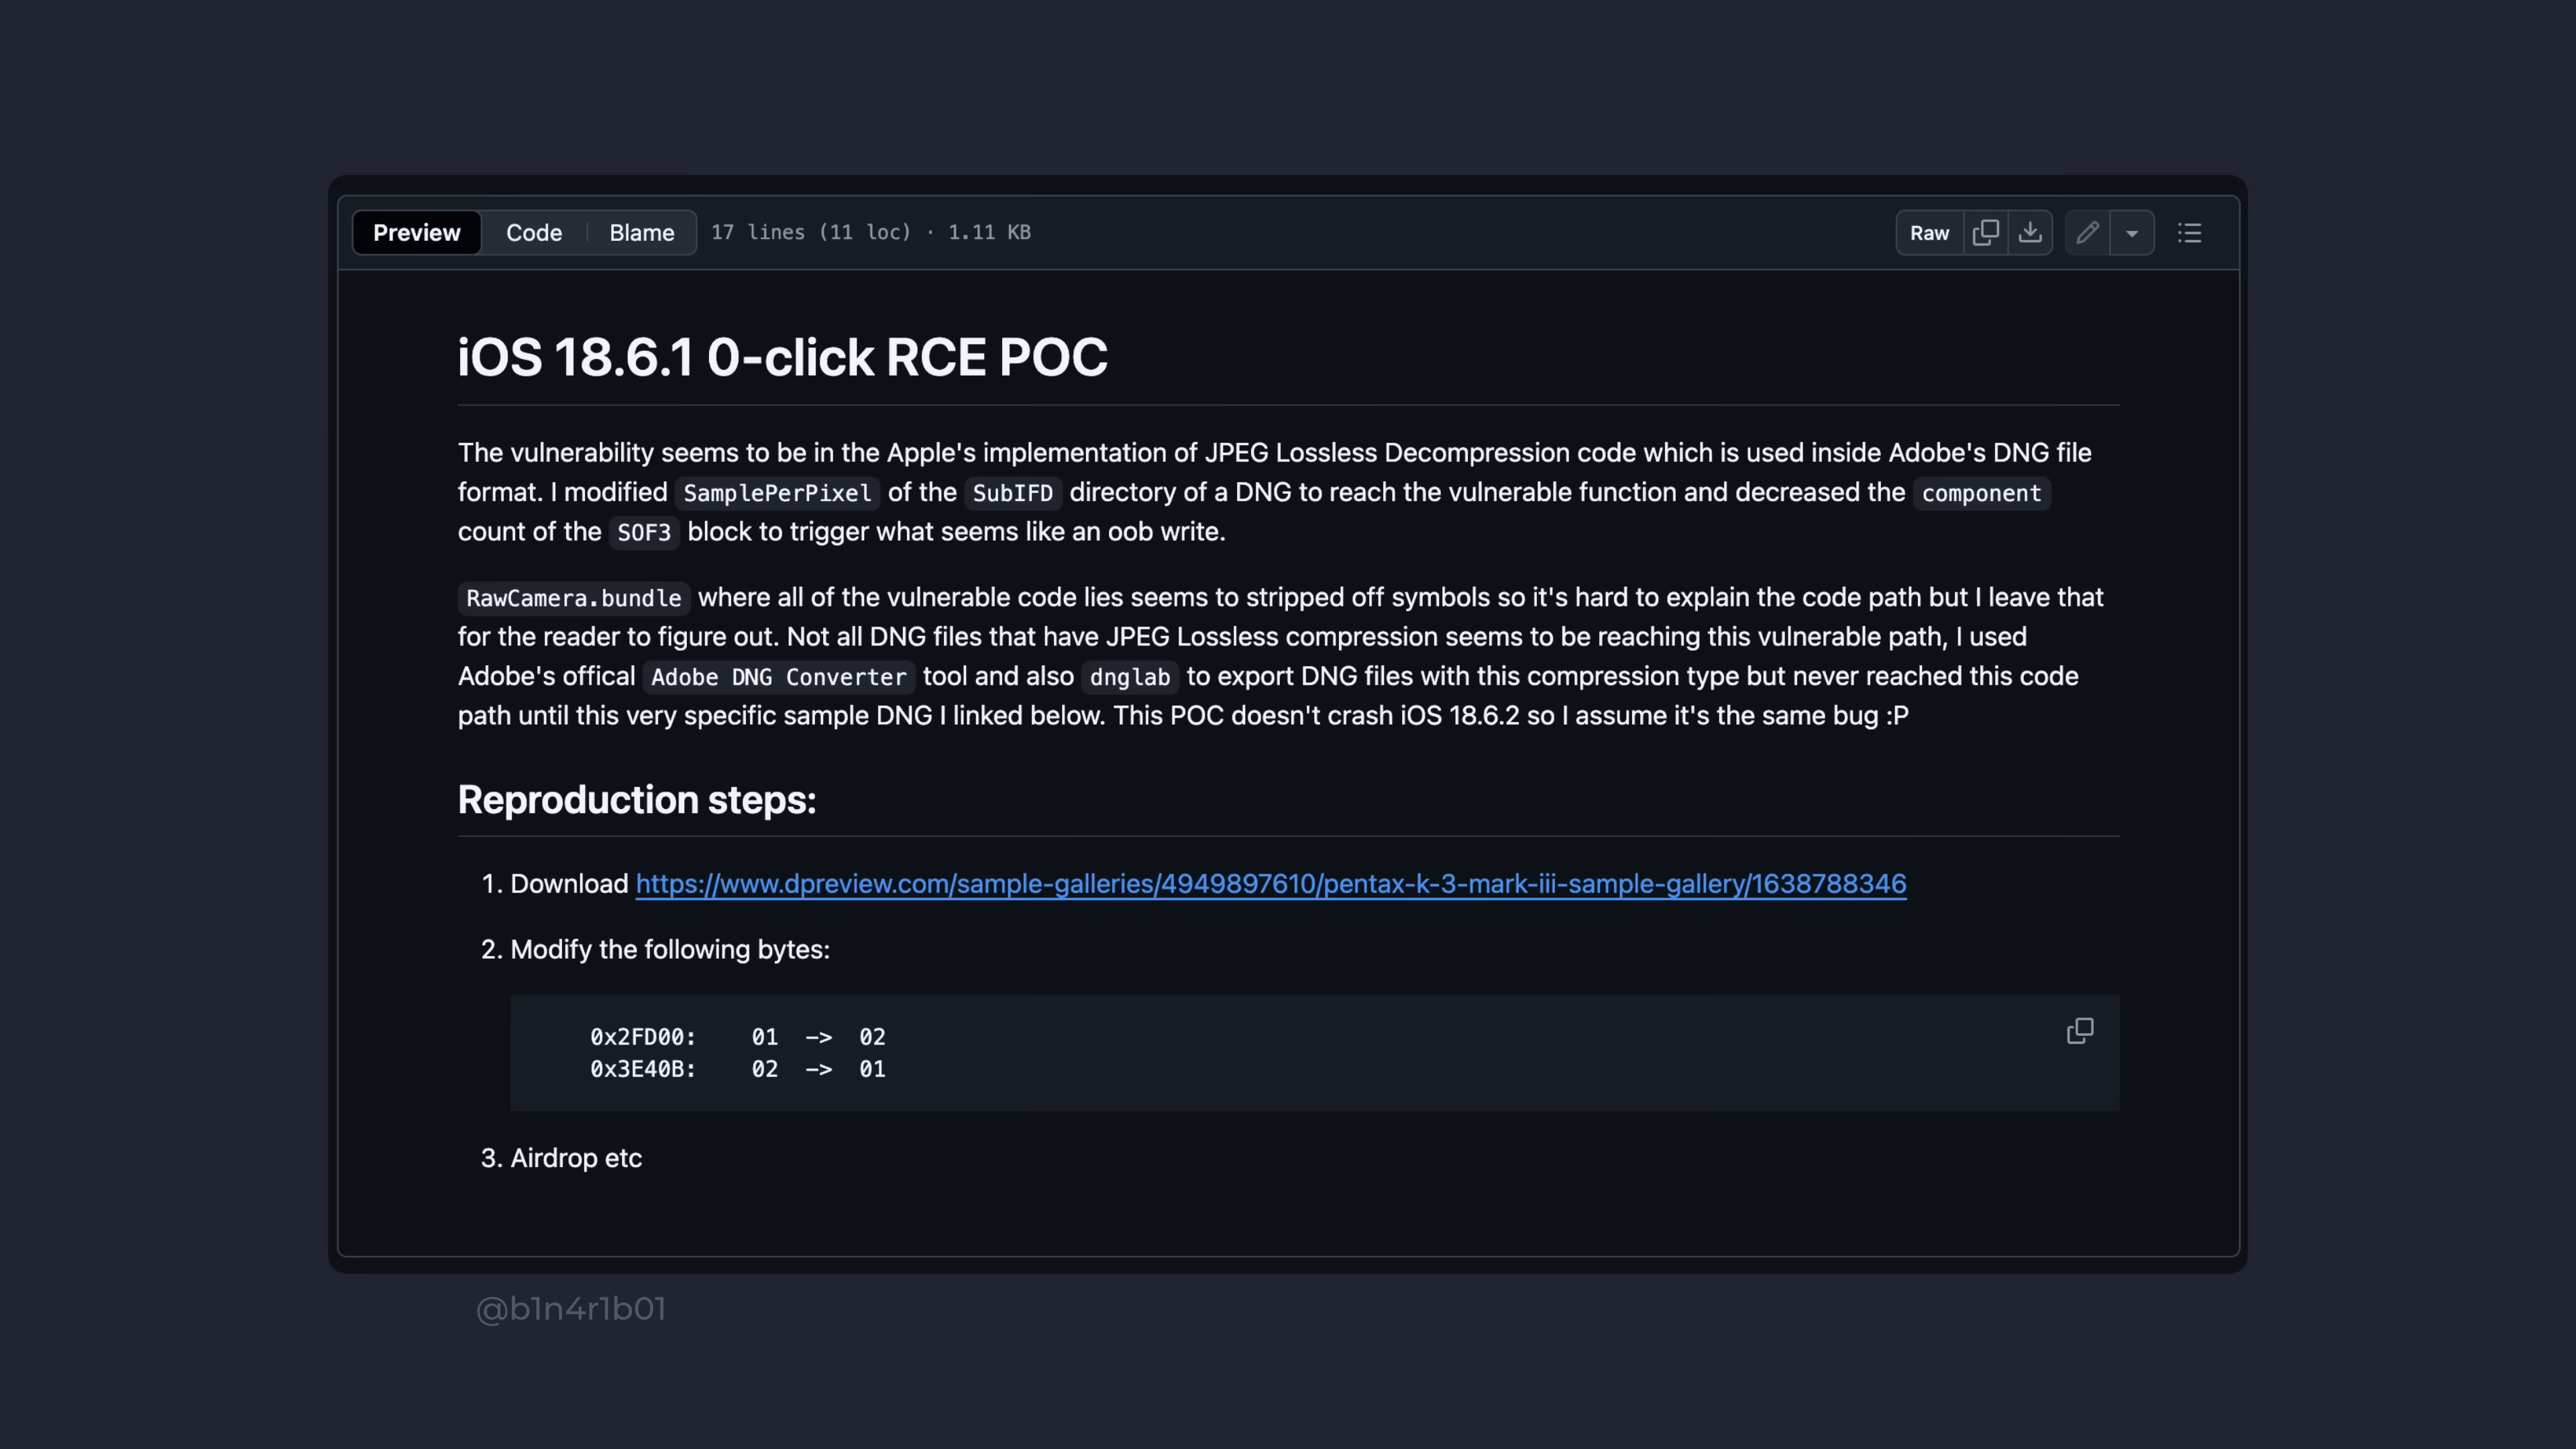 Preview Code Blame 17 lines (11 loc) · 1.11 KB Raw
iOS 18.6.1 0-click RCE POC
The vulnerability seems to be in the Apple's implementation of JPEG Lossless Decompression code which is used inside Adobe's DNG file
format. I modified SamplePerPixel of the SubIFD directory of a DNG to reach the vulnerable function and decreased the component
count of the SOF3 block to trigger what seems like an oob write.
RawCamera.bundle where all of the vulnerable code lies seems to stripped off symbols so it's hard to explain the code path but I leave that
for the reader to figure out. Not all DNG files that have JPEG Lossless compression seems to be reaching this vulnerable path, I used
Adobe's offical Adobe DNG Converter tool and also dnglab to export DNG files with this compression type but never reached this code
path until this very specific sample DNG I linked below. This POC doesn't crash iOS 18.6.2 so I assume it's the same bug :P
Reproduction steps:
1. Download https://www.dpreview.com/sample-galleries/4949897610/pentax-k-3-mark-iii-sample-gallery/1638788346
2. Modify the following bytes:
0x2FD00: 01 -> 02
0x3E40B: 02 -> 01
3. Airdrop etc
@b1n4r1b01